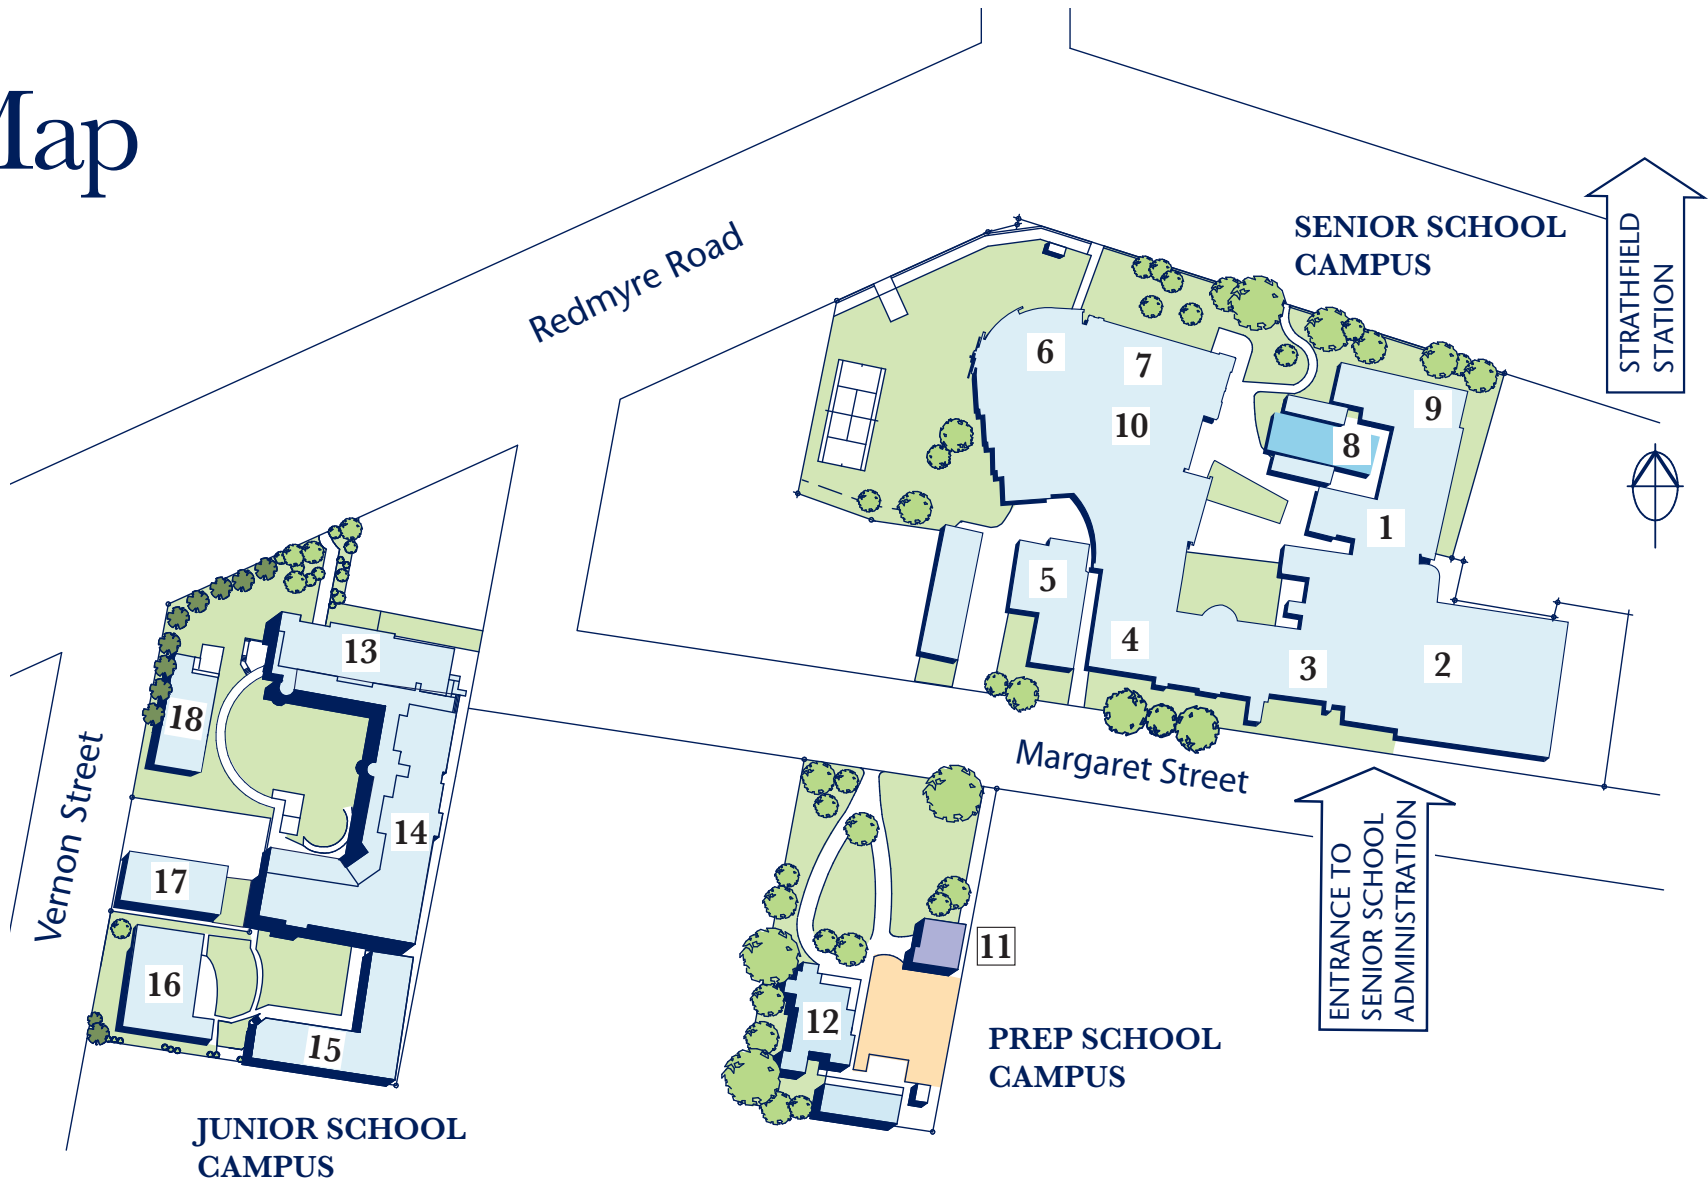 Map
Redmyre Road
SENIOR SCHOOL
CAMPUS
STRATHFIELD
STATION
6
7
10
9
8
1
5
4
3
2
13
18
14
17
16
15
Vernon Street
Margaret Street
ENTRANCE TO
SENIOR SCHOOL
ADMINISTRATION
11
12
PREP SCHOOL
CAMPUS
JUNIOR SCHOOL
CAMPUS